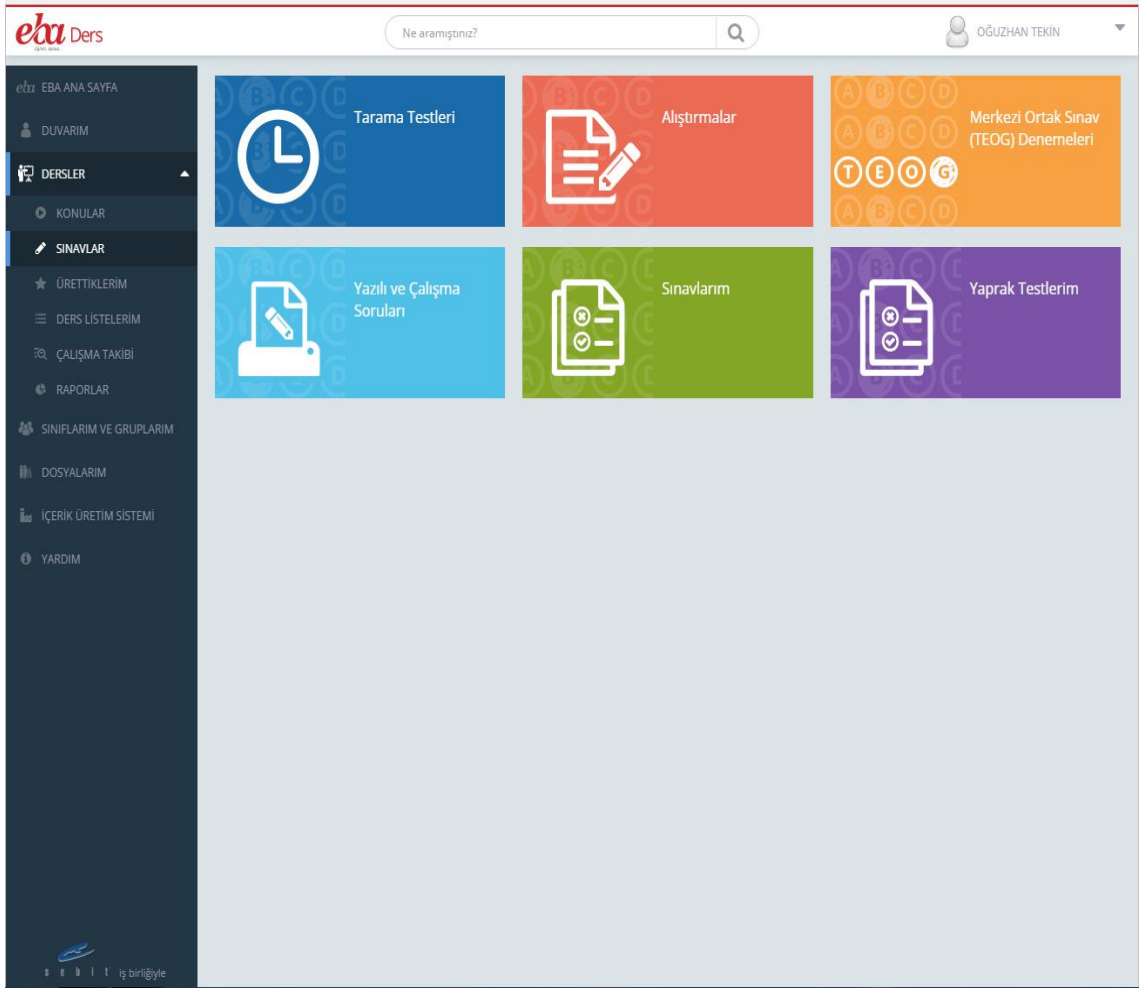 eba Ders
Ne aramıştınız?
OĞUZHAN TEKİN
eba EBA ANA SAYFA
DUVARIM
DERSLER
KONULAR
SINAVLAR
ÜRETTİKLERİM
DERS LİSTELERİM
ÇALIŞMA TAKİBİ
RAPORLAR
SINIFLARIM VE GRUPLARIM
DOSYALARIM
İÇERİK ÜRETİM SİSTEMİ
YARDIM
Tarama Testleri
Alıştırmalar
Merkezi Ortak Sınav
(TEOG) Denemeleri
T E O G
Yazılı ve Çalışma
Soruları
Sınavlarım
Yaprak Testlerim
sebit iş birliğiyle